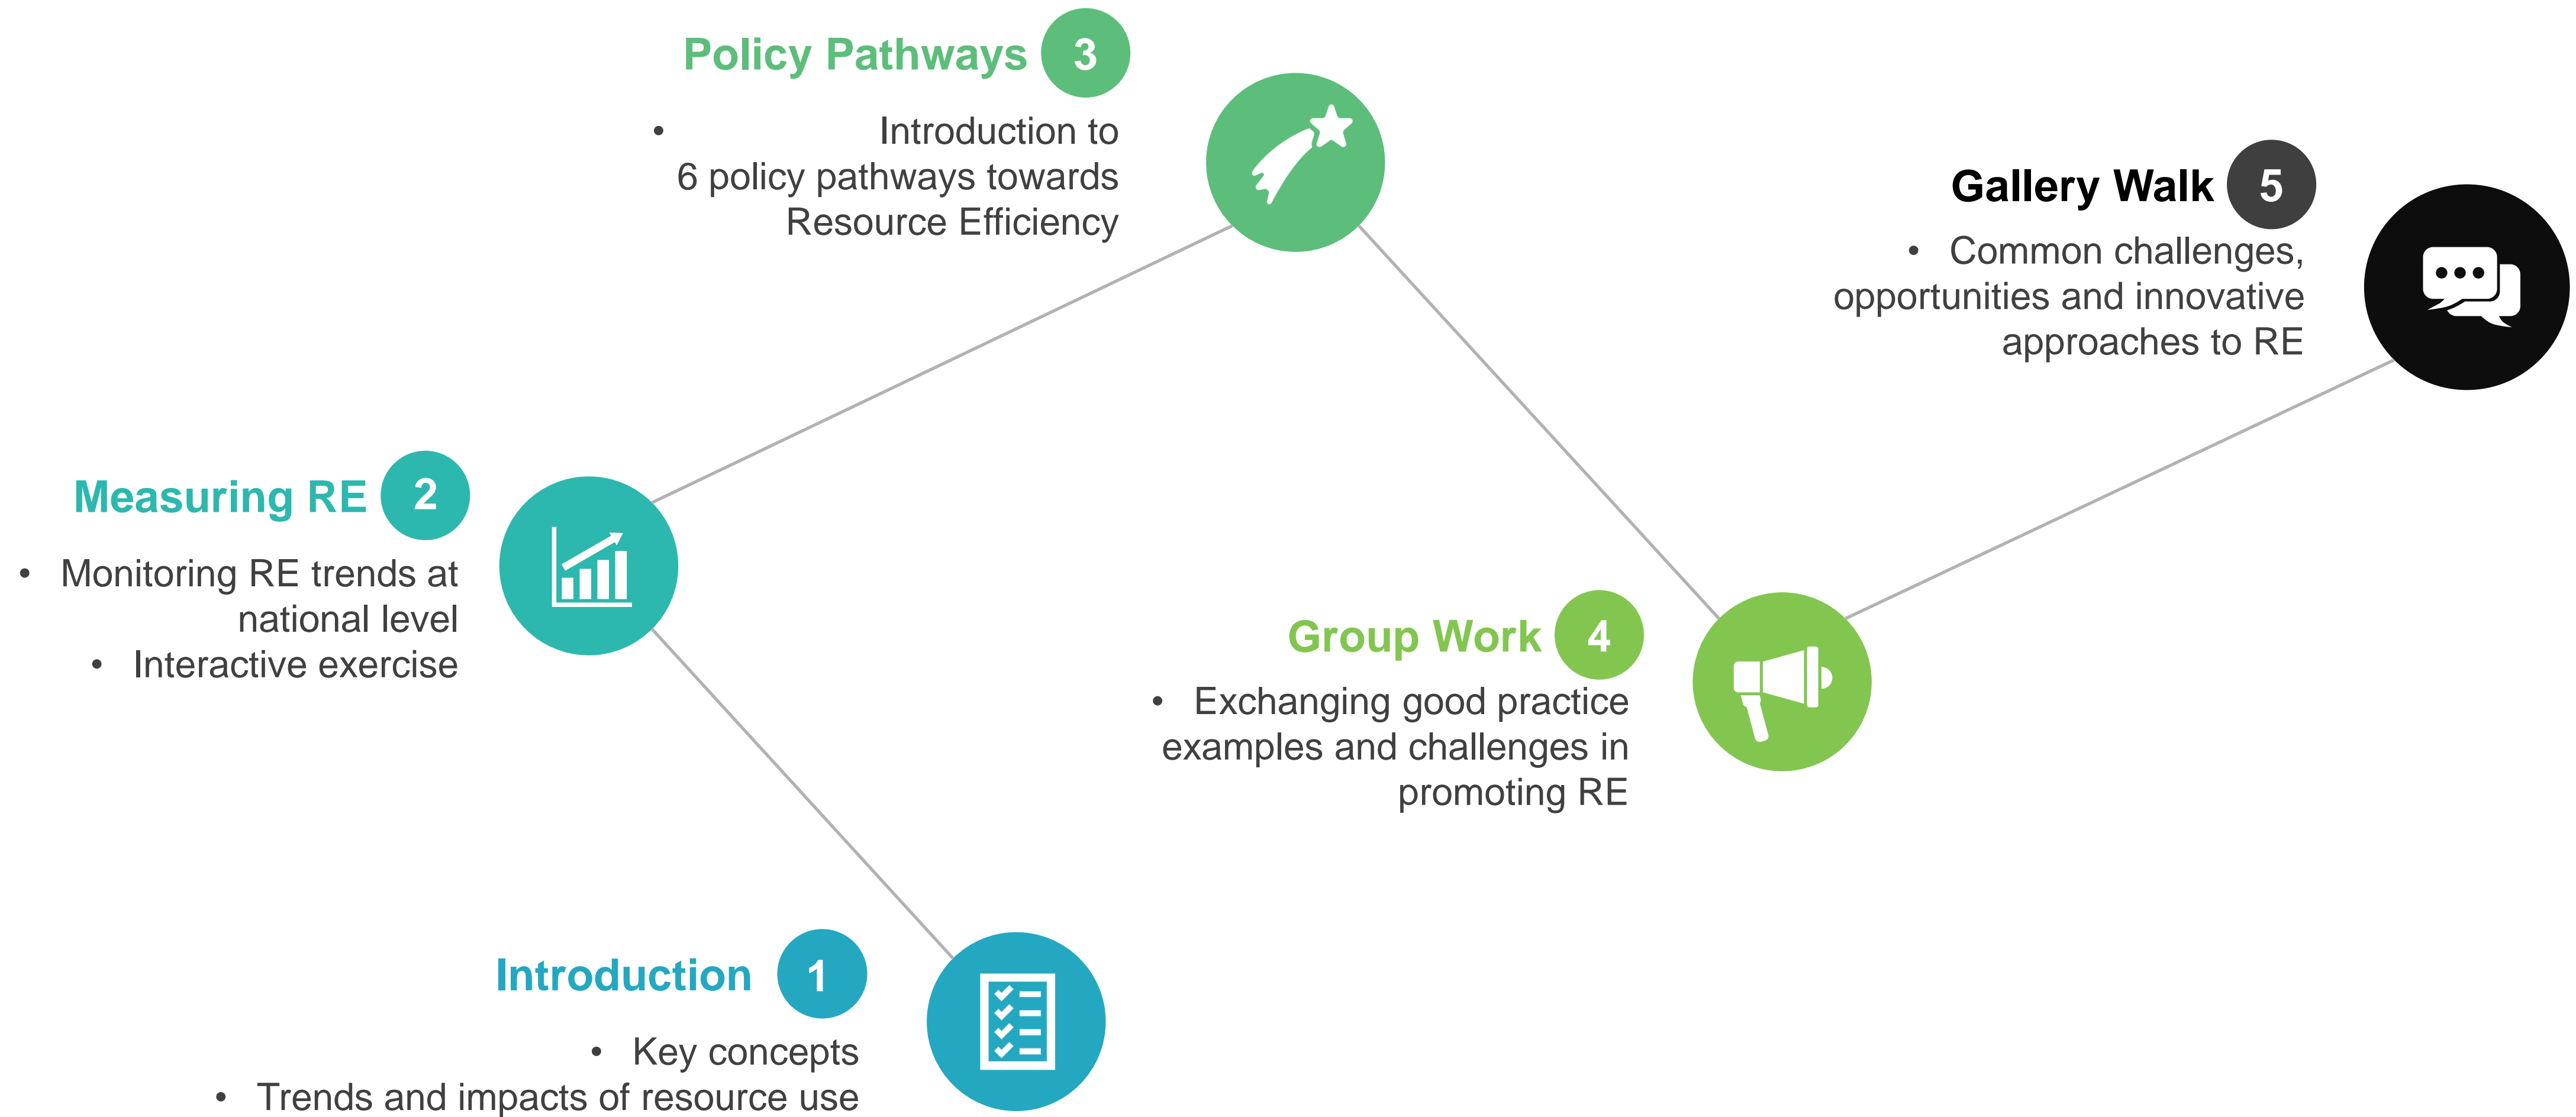 Policy Pathways 3
• Introduction to
6 policy pathways towards
Resource Efficiency
Gallery Walk 5
• Common challenges,
opportunities and innovative
approaches to RE
Measuring RE 2
• Monitoring RE trends at
national level
• Interactive exercise
Group Work 4
• Exchanging good practice
examples and challenges in
promoting RE
Introduction 1
• Key concepts
• Trends and impacts of resource use